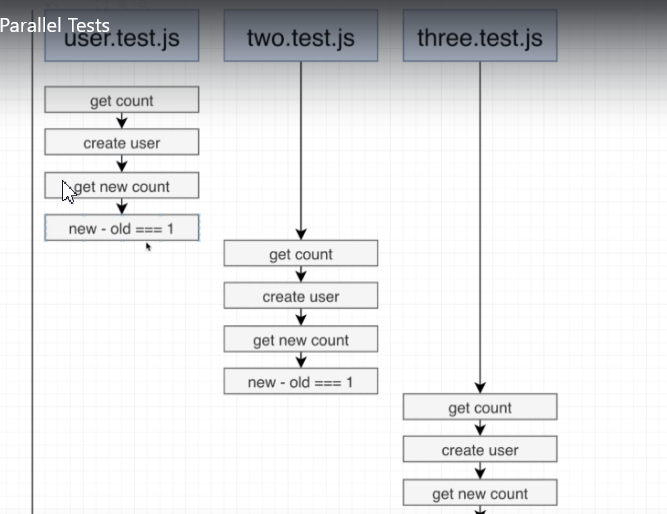 Parallel Tests
user.test.js
two.test.js
three.test.js
get count
create user
get new count
new - old === 1
get count
create user
get new count
new - old === 1
get count
create user
get new count